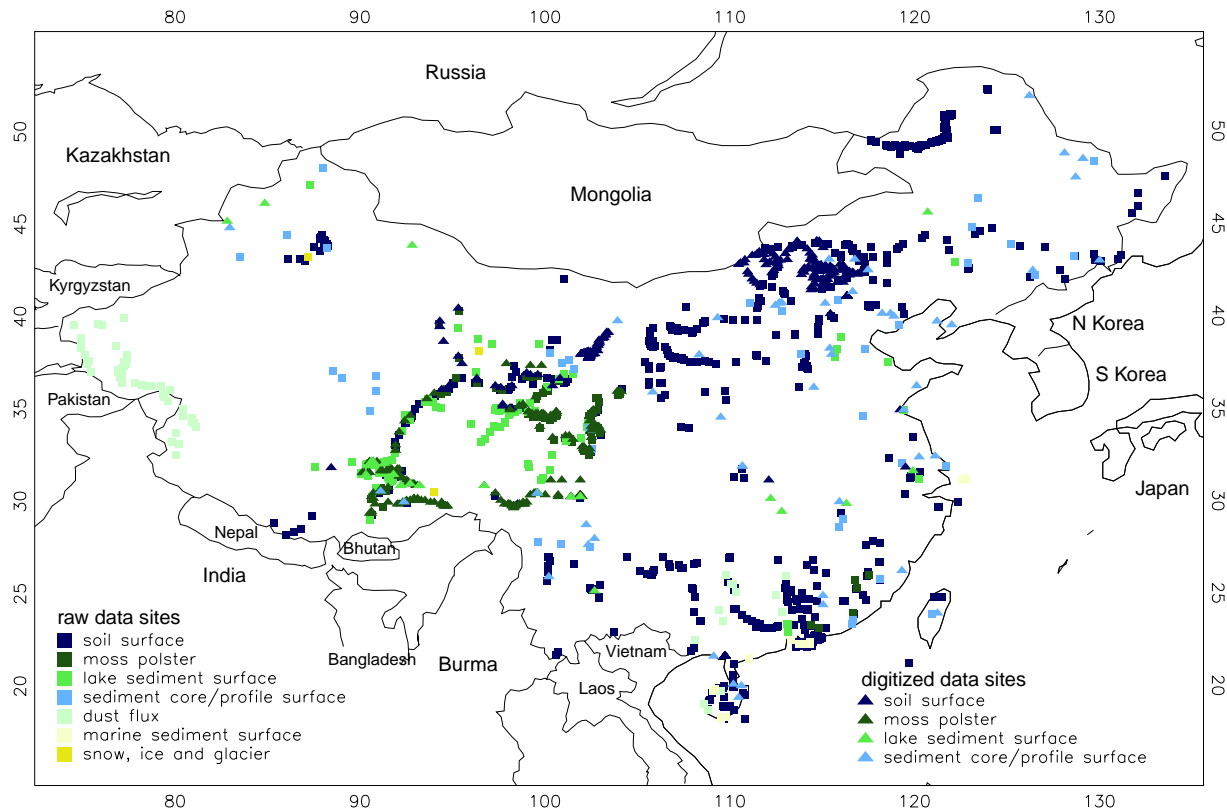 80 90 100 110 120 130
Russia
50 50
Kazakhstan
Mongolia
45 45
Kyrgyzstan
40 40
N Korea
S Korea
Pakistan
35 35
Japan
30 30
Nepal
Bhutan
India
25 25
raw data sites
soil surface
moss polster
lake sediment surface
sediment core/profile surface
dust flux
marine sediment surface
snow, ice and glacier
Bangladesh
Burma
Vietnam
Laos
20 20
digitized data sites
soil surface
moss polster
lake sediment surface
sediment core/profile surface
80 90 100 110 120 130